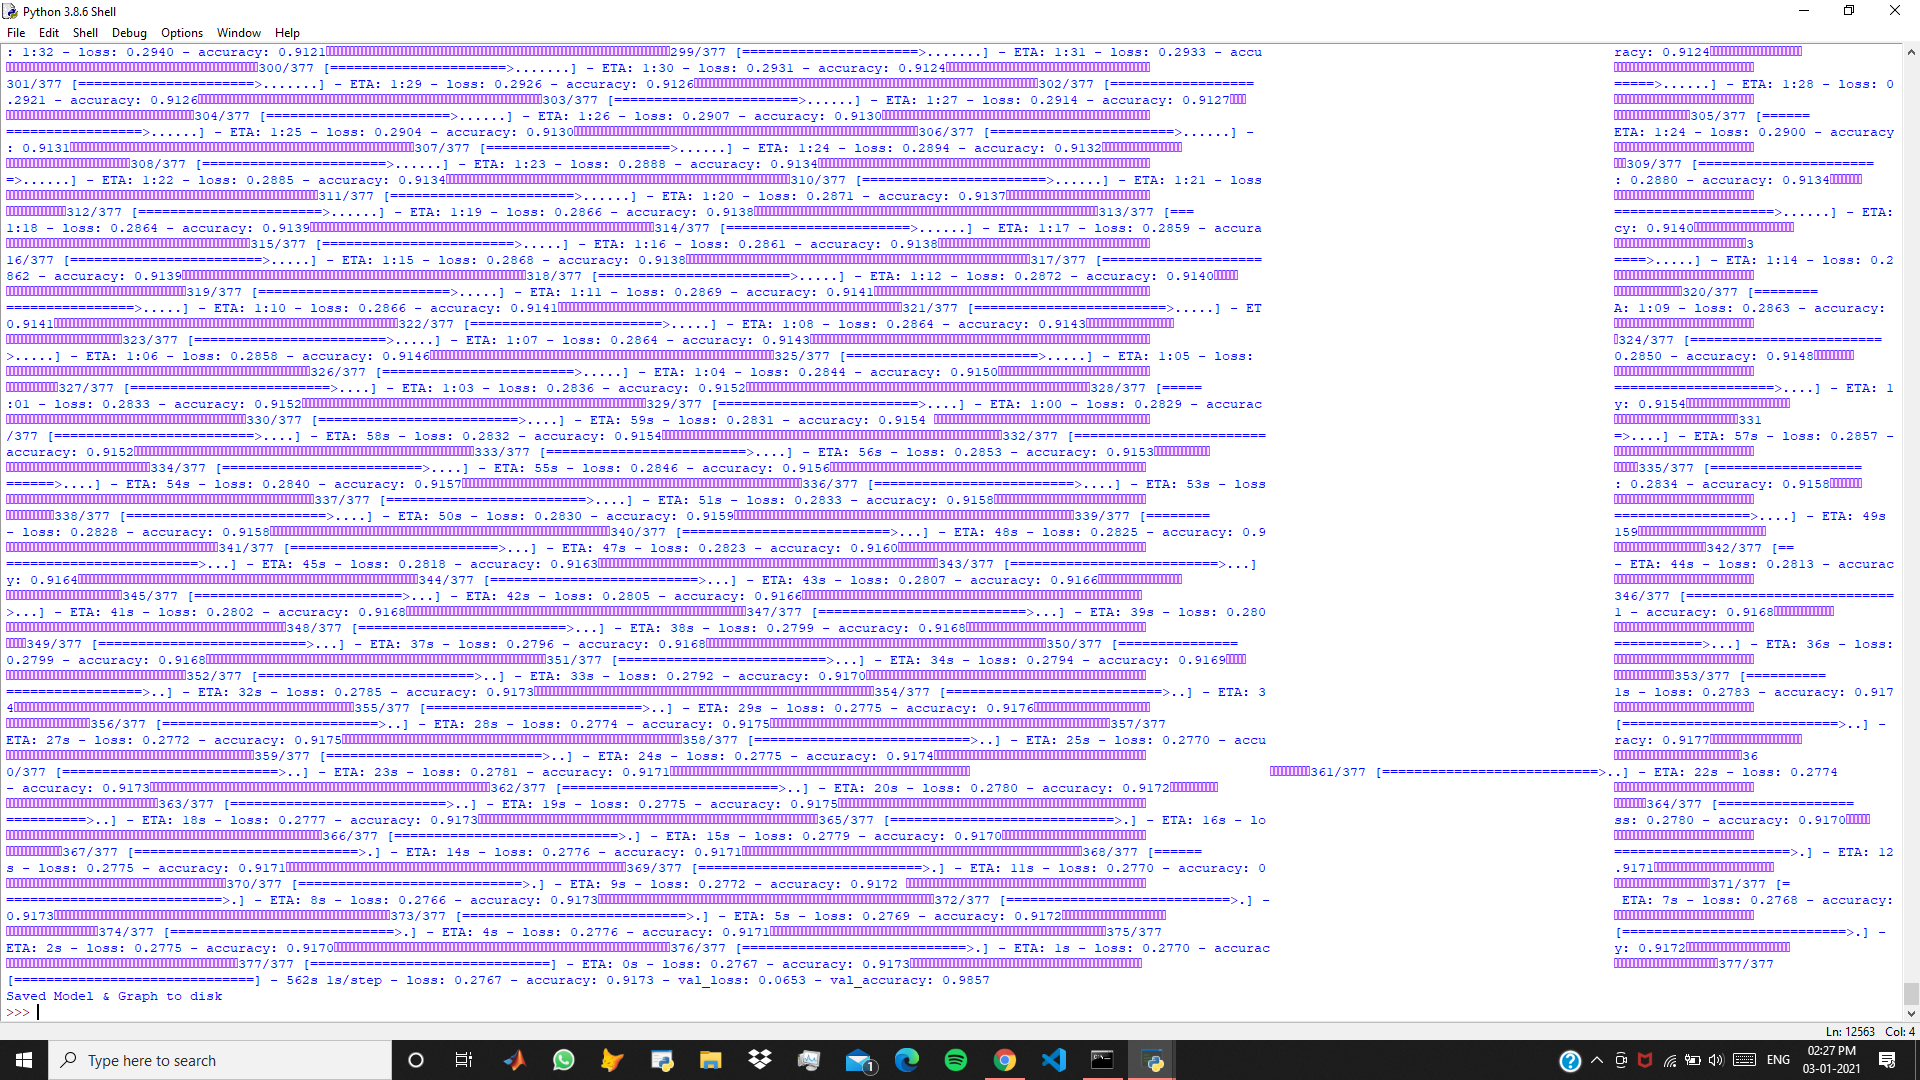 Python 3.8.6 Shell
File Edit Shell Debug Options Window Help
: 1:32 - loss: 0.2940 - accuracy: 0.9121 299/377 [======================>.......] - ETA: 1:31 - loss: 0.2933 - accu racy: 0.9124
300/377 [======================>.......] - ETA: 1:30 - loss: 0.2931 - accuracy: 0.9124
301/377 [======================>.......] - ETA: 1:29 - loss: 0.2926 - accuracy: 0.9126 302/377 [================== =====>......] - ETA: 1:28 - loss: 0
.2921 - accuracy: 0.9126 303/377 [=======================>......] - ETA: 1:27 - loss: 0.2914 - accuracy: 0.9127
304/377 [=======================>......] - ETA: 1:26 - loss: 0.2907 - accuracy: 0.9130 305/377 [======
=================>......] - ETA: 1:25 - loss: 0.2904 - accuracy: 0.9130 306/377 [=======================>......] - ETA: 1:24 - loss: 0.2900 - accuracy
: 0.9131 307/377 [=======================>......] - ETA: 1:24 - loss: 0.2894 - accuracy: 0.9132
308/377 [=======================>......] - ETA: 1:23 - loss: 0.2888 - accuracy: 0.9134 309/377 [======================
=>......] - ETA: 1:22 - loss: 0.2885 - accuracy: 0.9134 310/377 [=======================>......] - ETA: 1:21 - loss : 0.2880 - accuracy: 0.9134
311/377 [=======================>......] - ETA: 1:20 - loss: 0.2871 - accuracy: 0.9137
312/377 [=======================>......] - ETA: 1:19 - loss: 0.2866 - accuracy: 0.9138 313/377 [=== ====================>......] - ETA:
1:18 - loss: 0.2864 - accuracy: 0.9139 314/377 [=======================>......] - ETA: 1:17 - loss: 0.2859 - accura cy: 0.9140
315/377 [========================>.....] - ETA: 1:16 - loss: 0.2861 - accuracy: 0.9138 3
16/377 [========================>.....] - ETA: 1:15 - loss: 0.2868 - accuracy: 0.9138 317/377 [==================== ====>.....] - ETA: 1:14 - loss: 0.2
862 - accuracy: 0.9139 318/377 [========================>.....] - ETA: 1:12 - loss: 0.2872 - accuracy: 0.9140
319/377 [========================>.....] - ETA: 1:11 - loss: 0.2869 - accuracy: 0.9141 320/377 [========
================>.....] - ETA: 1:10 - loss: 0.2866 - accuracy: 0.9141 321/377 [========================>.....] - ET A: 1:09 - loss: 0.2863 - accuracy:
0.9141 322/377 [========================>.....] - ETA: 1:08 - loss: 0.2864 - accuracy: 0.9143
323/377 [========================>.....] - ETA: 1:07 - loss: 0.2864 - accuracy: 0.9143 324/377 [========================
>.....] - ETA: 1:06 - loss: 0.2858 - accuracy: 0.9146 325/377 [========================>.....] - ETA: 1:05 - loss: 0.2850 - accuracy: 0.9148
326/377 [========================>.....] - ETA: 1:04 - loss: 0.2844 - accuracy: 0.9150
327/377 [=========================>....] - ETA: 1:03 - loss: 0.2836 - accuracy: 0.9152 328/377 [===== ====================>....] - ETA: 1
:01 - loss: 0.2833 - accuracy: 0.9152 329/377 [=========================>....] - ETA: 1:00 - loss: 0.2829 - accurac y: 0.9154
330/377 [=========================>....] - ETA: 59s - loss: 0.2831 - accuracy: 0.9154 331
/377 [=========================>....] - ETA: 58s - loss: 0.2832 - accuracy: 0.9154 332/377 [======================== =>....] - ETA: 57s - loss: 0.2857 -
accuracy: 0.9152 333/377 [=========================>....] - ETA: 56s - loss: 0.2853 - accuracy: 0.9153
334/377 [=========================>....] - ETA: 55s - loss: 0.2846 - accuracy: 0.9156 335/377 [===================
======>....] - ETA: 54s - loss: 0.2840 - accuracy: 0.9157 336/377 [=========================>....] - ETA: 53s - loss : 0.2834 - accuracy: 0.9158
337/377 [=========================>....] - ETA: 51s - loss: 0.2833 - accuracy: 0.9158
338/377 [=========================>....] - ETA: 50s - loss: 0.2830 - accuracy: 0.9159 339/377 [======== =================>....] - ETA: 49s
- loss: 0.2828 - accuracy: 0.9158 340/377 [==========================>...] - ETA: 48s - loss: 0.2825 - accuracy: 0.9 159
341/377 [==========================>...] - ETA: 47s - loss: 0.2823 - accuracy: 0.9160 342/377 [==
========================>...] - ETA: 45s - loss: 0.2818 - accuracy: 0.9163 343/377 [==========================>...] - ETA: 44s - loss: 0.2813 - accurac
y: 0.9164 344/377 [==========================>...] - ETA: 43s - loss: 0.2807 - accuracy: 0.9166
345/377 [==========================>...] - ETA: 42s - loss: 0.2805 - accuracy: 0.9166 346/377 [==========================
>...] - ETA: 41s - loss: 0.2802 - accuracy: 0.9168 347/377 [==========================>...] - ETA: 39s - loss: 0.280 1 - accuracy: 0.9168
348/377 [==========================>...] - ETA: 38s - loss: 0.2799 - accuracy: 0.9168
349/377 [==========================>...] - ETA: 37s - loss: 0.2796 - accuracy: 0.9168 350/377 [=============== ===========>...] - ETA: 36s - loss:
0.2799 - accuracy: 0.9168 351/377 [==========================>...] - ETA: 34s - loss: 0.2794 - accuracy: 0.9169
352/377 [===========================>..] - ETA: 33s - loss: 0.2792 - accuracy: 0.9170 353/377 [==========
=================>..] - ETA: 32s - loss: 0.2785 - accuracy: 0.9173 354/377 [===========================>..] - ETA: 3 1s - loss: 0.2783 - accuracy: 0.917
4 355/377 [===========================>..] - ETA: 29s - loss: 0.2775 - accuracy: 0.9176
356/377 [===========================>..] - ETA: 28s - loss: 0.2774 - accuracy: 0.9175 357/377 [===========================>..] -
ETA: 27s - loss: 0.2772 - accuracy: 0.9175 358/377 [===========================>..] - ETA: 25s - loss: 0.2770 - accu racy: 0.9177
359/377 [===========================>..] - ETA: 24s - loss: 0.2775 - accuracy: 0.9174 36
0/377 [===========================>..] - ETA: 23s - loss: 0.2781 - accuracy: 0.9171 361/377 [===========================>..] - ETA: 22s - loss: 0.2774
- accuracy: 0.9173 362/377 [===========================>..] - ETA: 20s - loss: 0.2780 - accuracy: 0.9172
363/377 [===========================>..] - ETA: 19s - loss: 0.2775 - accuracy: 0.9175 364/377 [=================
==========>..] - ETA: 18s - loss: 0.2777 - accuracy: 0.9173 365/377 [============================>.] - ETA: 16s - lo ss: 0.2780 - accuracy: 0.9170
366/377 [============================>.] - ETA: 15s - loss: 0.2779 - accuracy: 0.9170
367/377 [============================>.] - ETA: 14s - loss: 0.2776 - accuracy: 0.9171 368/377 [====== ======================>.] - ETA: 12
s - loss: 0.2775 - accuracy: 0.9171 369/377 [============================>.] - ETA: 11s - loss: 0.2770 - accuracy: 0 .9171
370/377 [============================>.] - ETA: 9s - loss: 0.2772 - accuracy: 0.9172 371/377 [=
===========================>.] - ETA: 8s - loss: 0.2766 - accuracy: 0.9173 372/377 [============================>.] - ETA: 7s - loss: 0.2768 - accuracy:
0.9173 373/377 [============================>.] - ETA: 5s - loss: 0.2769 - accuracy: 0.9172
374/377 [============================>.] - ETA: 4s - loss: 0.2776 - accuracy: 0.9171 375/377 [============================>.] -
ETA: 2s - loss: 0.2775 - accuracy: 0.9170 376/377 [============================>.] - ETA: 1s - loss: 0.2770 - accurac y: 0.9172
377/377 [==============================] - ETA: 0s - loss: 0.2767 - accuracy: 0.9173 377/377
[==============================] - 562s 1s/step - loss: 0.2767 - accuracy: 0.9173 - val_loss: 0.0653 - val_accuracy: 0.9857
Saved Model & Graph to disk
>>>
Ln: 12563 Col: 4
Type here to search
1
ENG
02:27 PM
03-01-2021